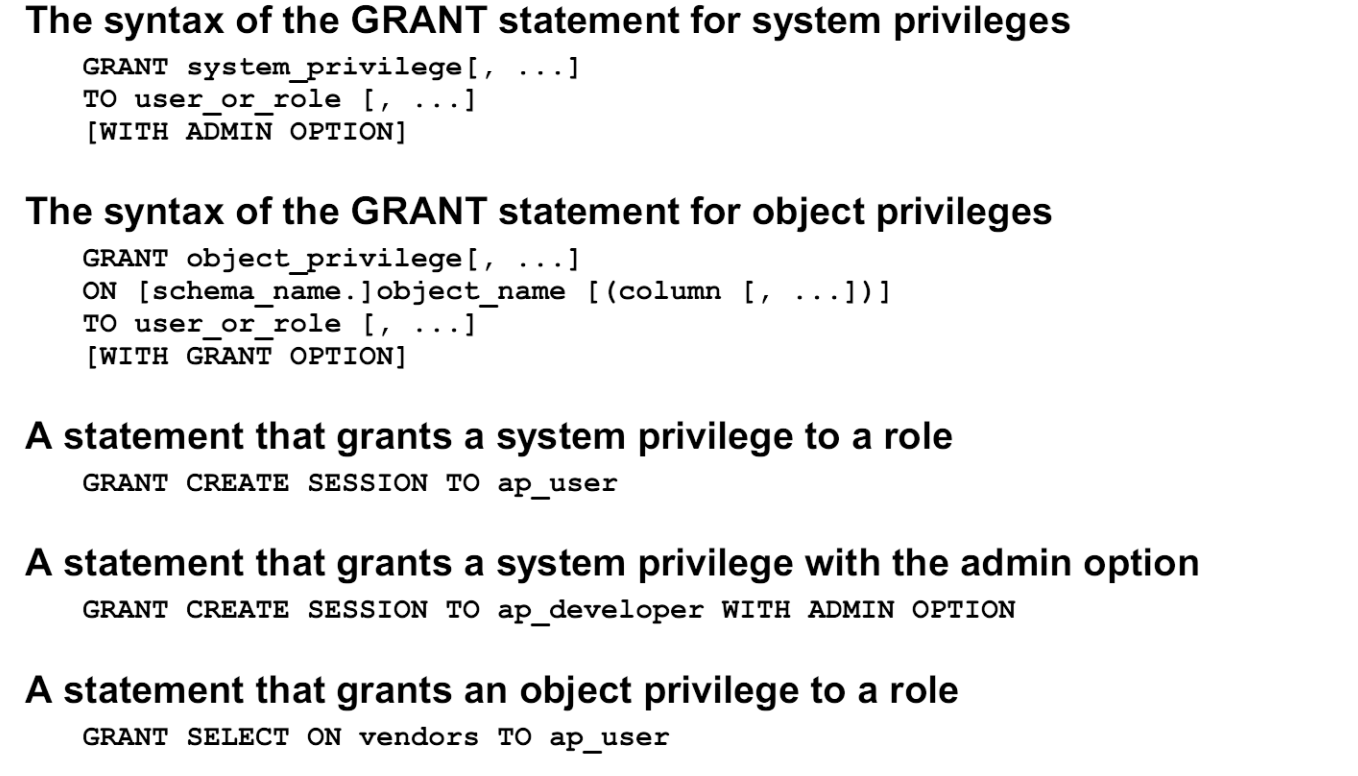 The syntax of the GRANT statement for system privileges
GRANT system_privilege[, ...]
TO user_or_role [, ...]
[WITH ADMIN OPTION]
The syntax of the GRANT statement for object privileges
GRANT object_privilege[, ...]
ON [schema_name.]object_name [(column [, ...])]
TO user_or_role [, ...]
[WITH GRANT OPTION]
A statement that grants a system privilege to a role
GRANT CREATE SESSION TO ap_user
A statement that grants a system privilege with the admin option
GRANT CREATE SESSION TO ap_developer WITH ADMIN OPTION
A statement that grants an object privilege to a role
GRANT SELECT ON vendors TO ap_user